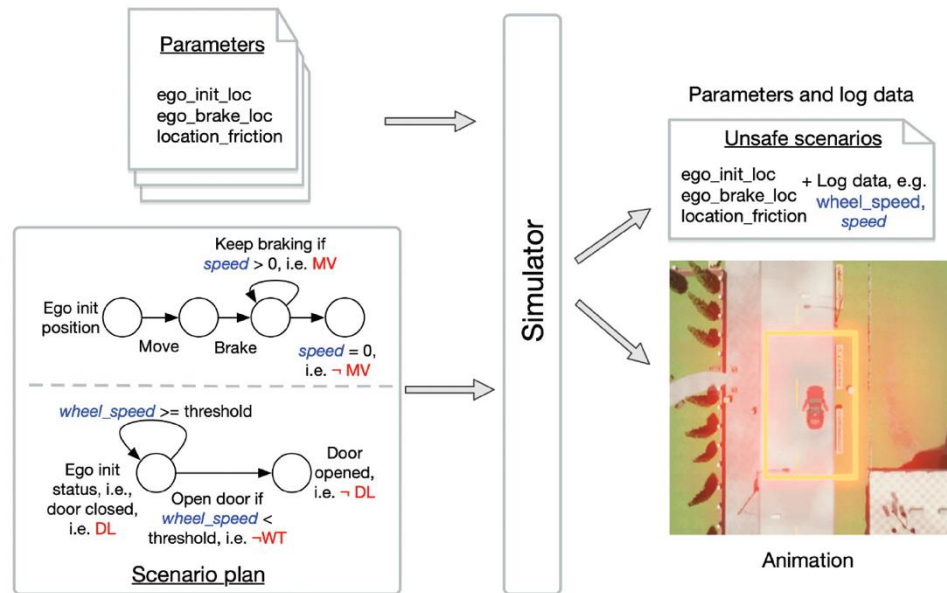 Parameters
ego_init_loc
ego_brake_loc
location_friction
Keep braking if
speed > 0, i.e. MV
Ego init
position
Move
Brake
speed = 0,
i.e. ¬ MV
wheel_speed >= threshold
Ego init
status, i.e.,
door closed,
i.e. DL
Open door if
wheel_speed <
threshold, i.e. ¬WT
Door
opened,
i.e. ¬ DL
Scenario plan
Simulator
Parameters and log data
Unsafe scenarios
ego_init_loc
ego_brake_loc
location_friction
+ Log data, e.g.
wheel_speed,
speed
Animation